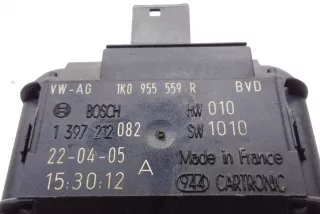 VW-AG 1K0 955 559 R BVD
BOSCH HW 010
1 397 212 082 SW 1010
22-04-05 A Made in France
15:30:12 CARTRONIC